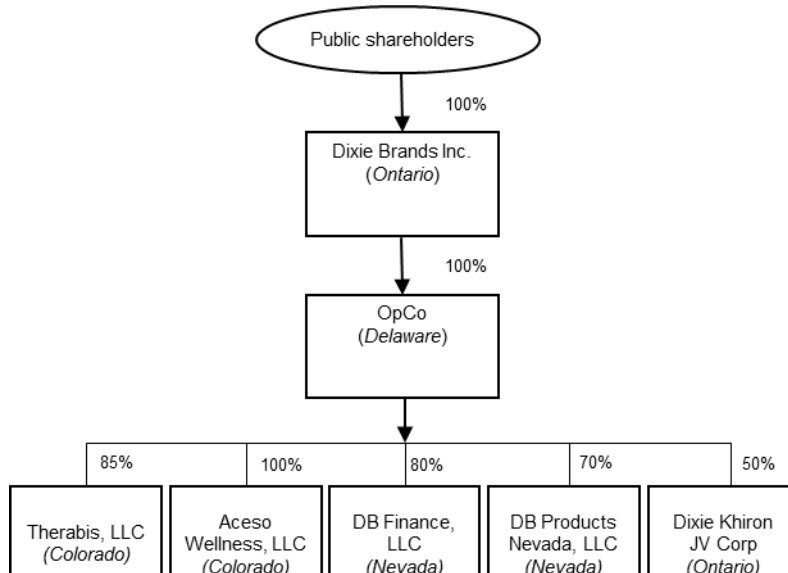 Public shareholders
100%
Dixie Brands Inc.
(Ontario)
100%
OpCo
(Delaware)
85%
100%
80%
70%
50%
Therabis, LLC
(Colorado)
Aceso
Wellness, LLC
(Colorado)
DB Finance,
LLC
(Nevada)
DB Products
Nevada, LLC
(Nevada)
Dixie Khiron
JV Corp
(Ontario)